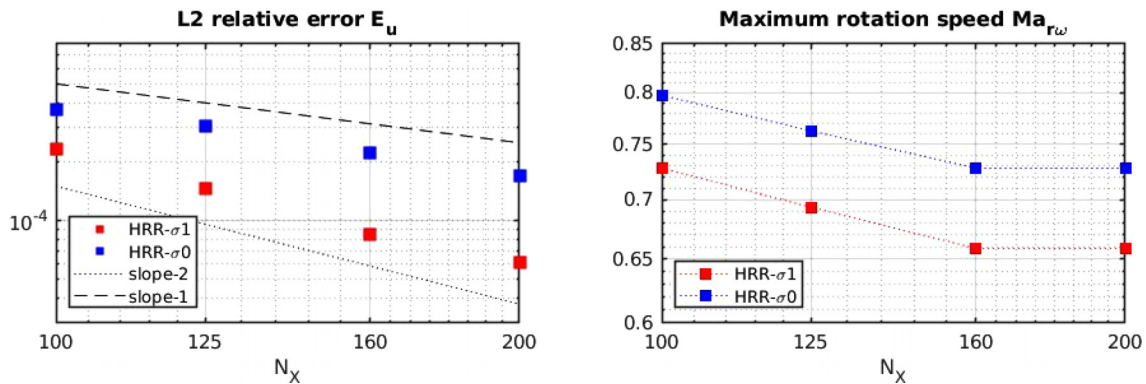 L2 relative error E_u
10^-4
HRR-σ1
HRR-σ0
slope-2
slope-1
100
125
160
200
N_X
Maximum rotation speed Ma_rω
0.85
0.8
0.75
0.7
0.65
0.6
HRR-σ1
HRR-σ0
100
125
160
200
N_X